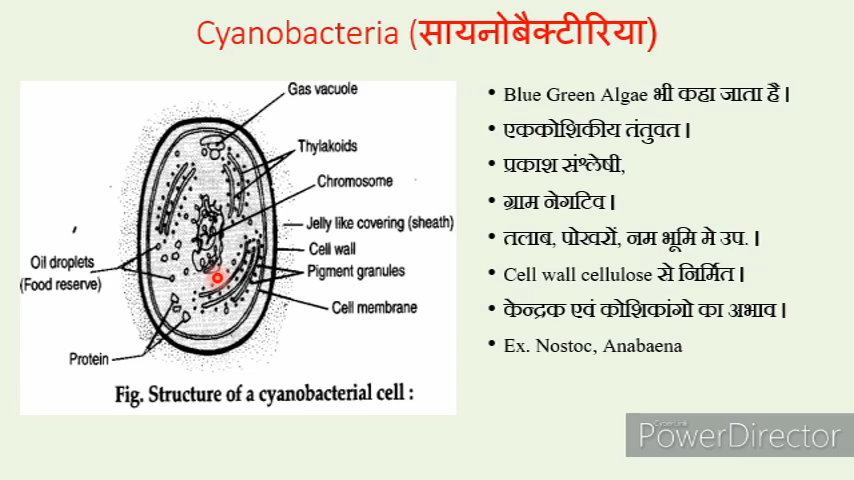 Cyanobacteria (सायनोबैक्टीरिया)
Gas vacuole
Thylakoids
Chromosome
Jelly like covering (sheath)
Cell wall
Pigment granules
Cell membrane
Oil droplets
(Food reserve)
Protein
Fig. Structure of a cyanobacterial cell :
• Blue Green Algae भी कहा जाता है।
• एककोशिकीय तंतुवत।
• प्रकाश संश्लेषी,
• ग्राम नेगटिव।
• तलाब, पोखरों, नम भूमि मे उप. ।
• Cell wall cellulose से निर्मित।
• केन्द्रक एवं कोशिकांगो का अभाव।
• Ex. Nostoc, Anabaena
CyberLink
PowerDirector